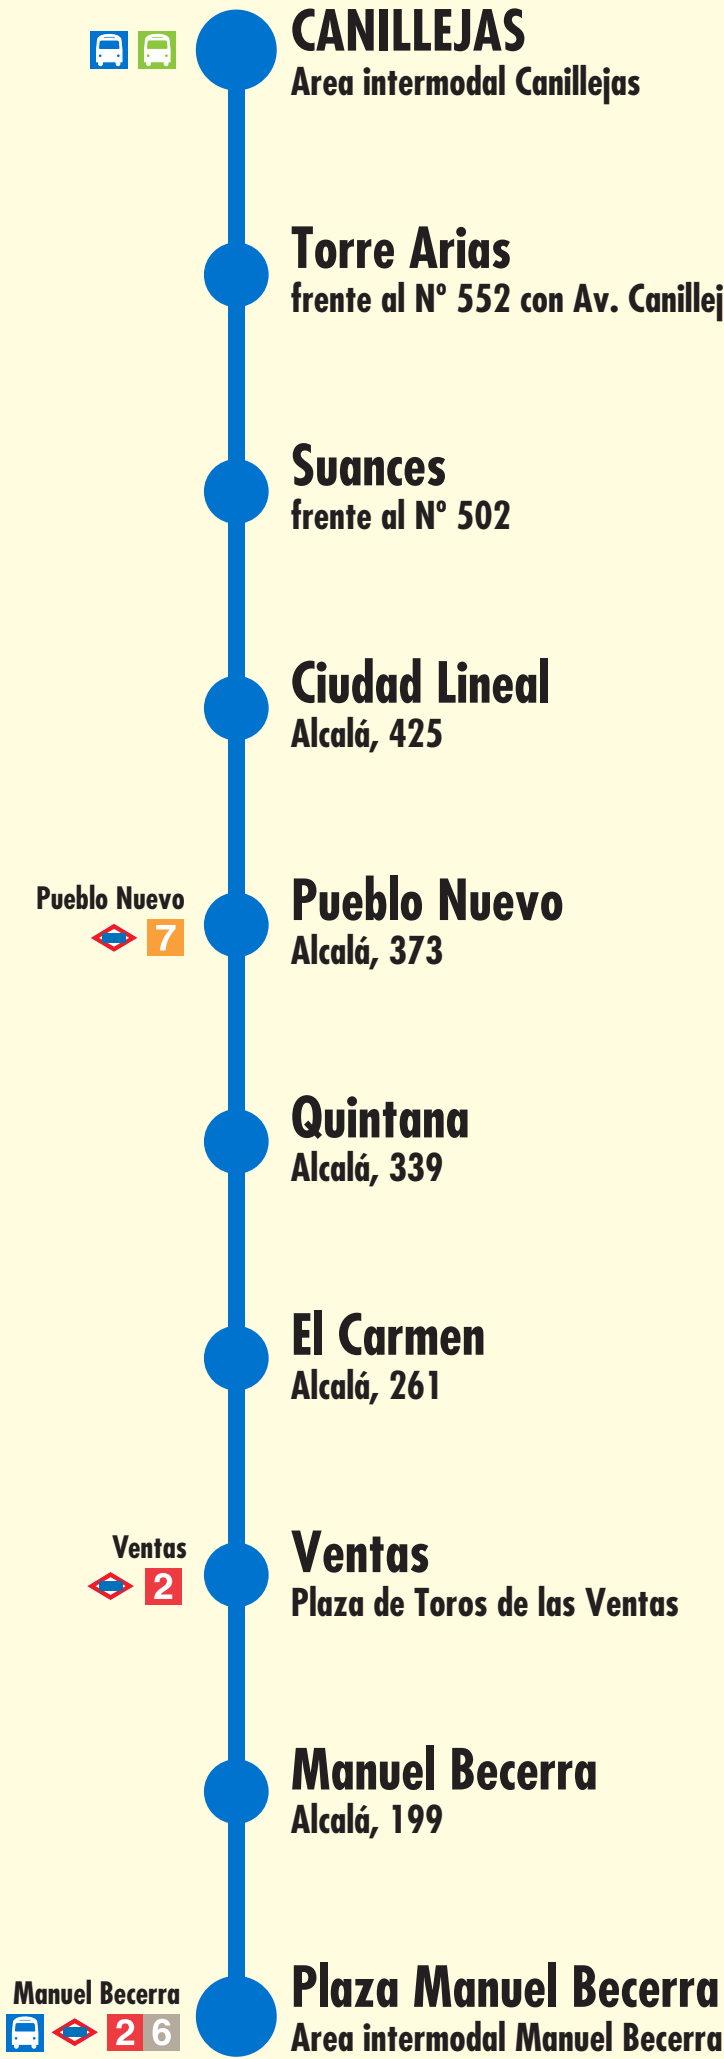 CANILLEJAS
Area intermodal Canillejas
Torre Arias
frente al Nº 552 con Av. Canillej
Suances
frente al Nº 502
Ciudad Lineal
Alcalá, 425
Pueblo Nuevo
7
Pueblo Nuevo
Alcalá, 373
Quintana
Alcalá, 339
El Carmen
Alcalá, 261
Ventas
2
Ventas
Plaza de Toros de las Ventas
Manuel Becerra
Alcalá, 199
Manuel Becerra
2 6
Plaza Manuel Becerra
Area intermodal Manuel Becerra